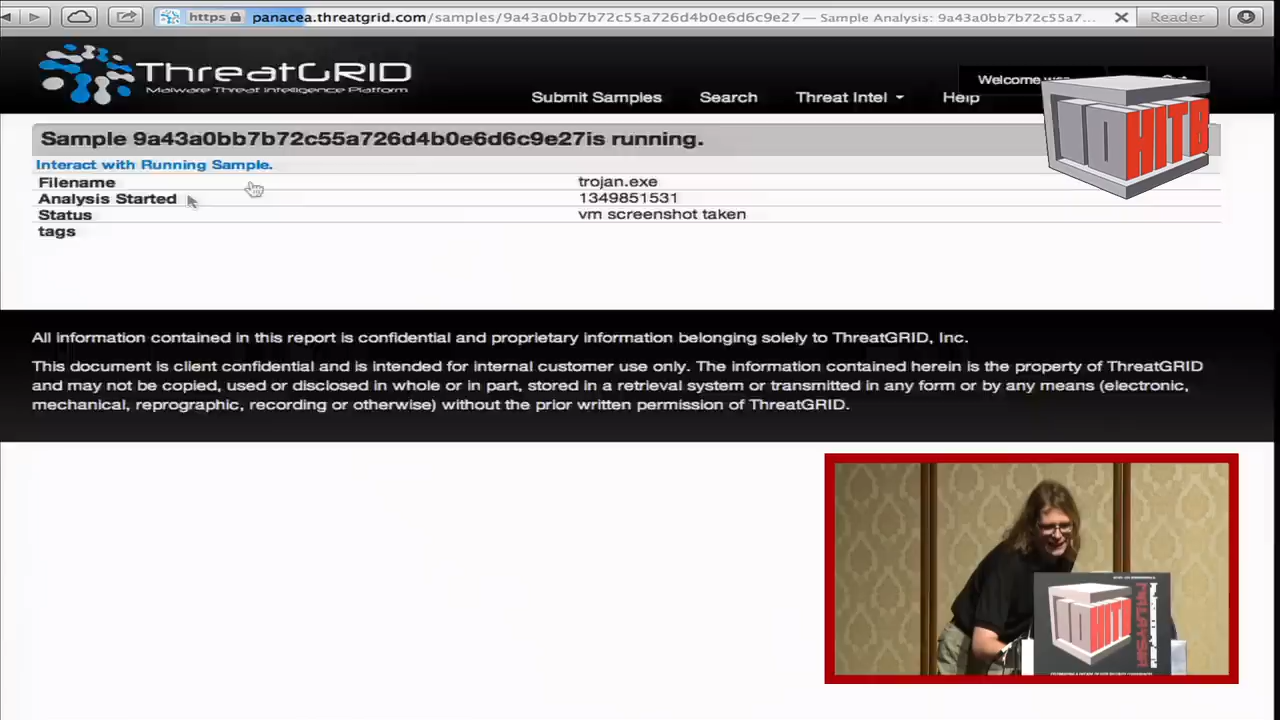 https panacea.threatgrid.com/samples/9a43a0bb7b72c55a726d4b0e6d6c9e27 — Sample Analysis: 9a43a0bb7b72c55a7... Reader
ThreatGRID
Malware Threat Intelligence Platform
Welcome
Submit Samples Search Threat Intel Help
10 HITB
Sample 9a43a0bb7b72c55a726d4b0e6d6c9e27is running.
Interact with Running Sample.
Filename trojan.exe
Analysis Started 1349851531
Status vm screenshot taken
tags
All information contained in this report is confidential and proprietary information belonging solely to ThreatGRID, Inc.
This document is client confidential and is intended for internal customer use only. The information contained herein is the property of ThreatGRID
and may not be copied, used or disclosed in whole or in part, stored in a retrieval system or transmitted in any form or by any means (electronic,
mechanical, reprographic, recording or otherwise) without the prior written permission of ThreatGRID.
10 HITB
MALAYSIA